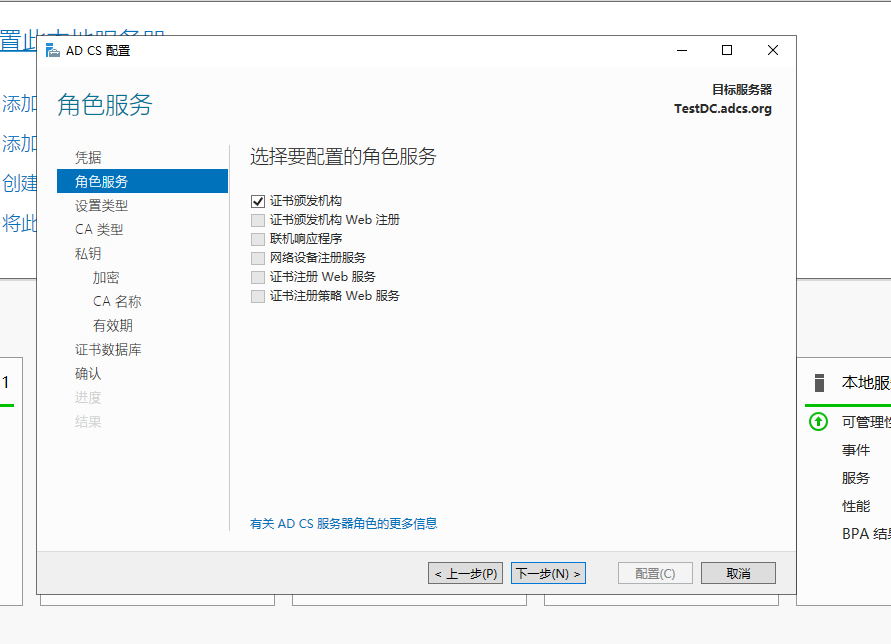 AD CS 配置
角色服务
目标服务器
TestDC.adcs.org
凭据
角色服务
设置类型
CA 类型
私钥
加密
CA 名称
有效期
证书数据库
确认
进度
结果
选择要配置的角色服务
证书颁发机构
证书颁发机构 Web 注册
联机响应程序
网络设备注册服务
证书注册 Web 服务
证书注册策略 Web 服务
有关 AD CS 服务器角色的更多信息
< 上一步(P)
下一步(N) >
配置(C)
取消
添加
添加
创建
将此
1
本地服
可管理性
事件
服务
性能
BPA 结